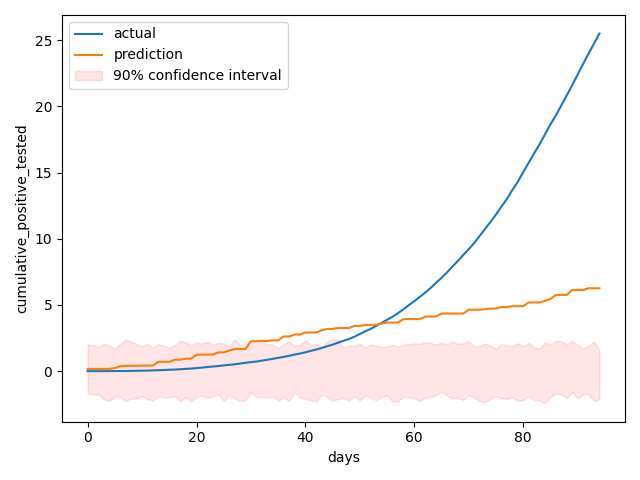 actual
prediction
90% confidence interval
cumulative_positive_tested
25
20
15
10
5
0
0 20 40 60 80
days